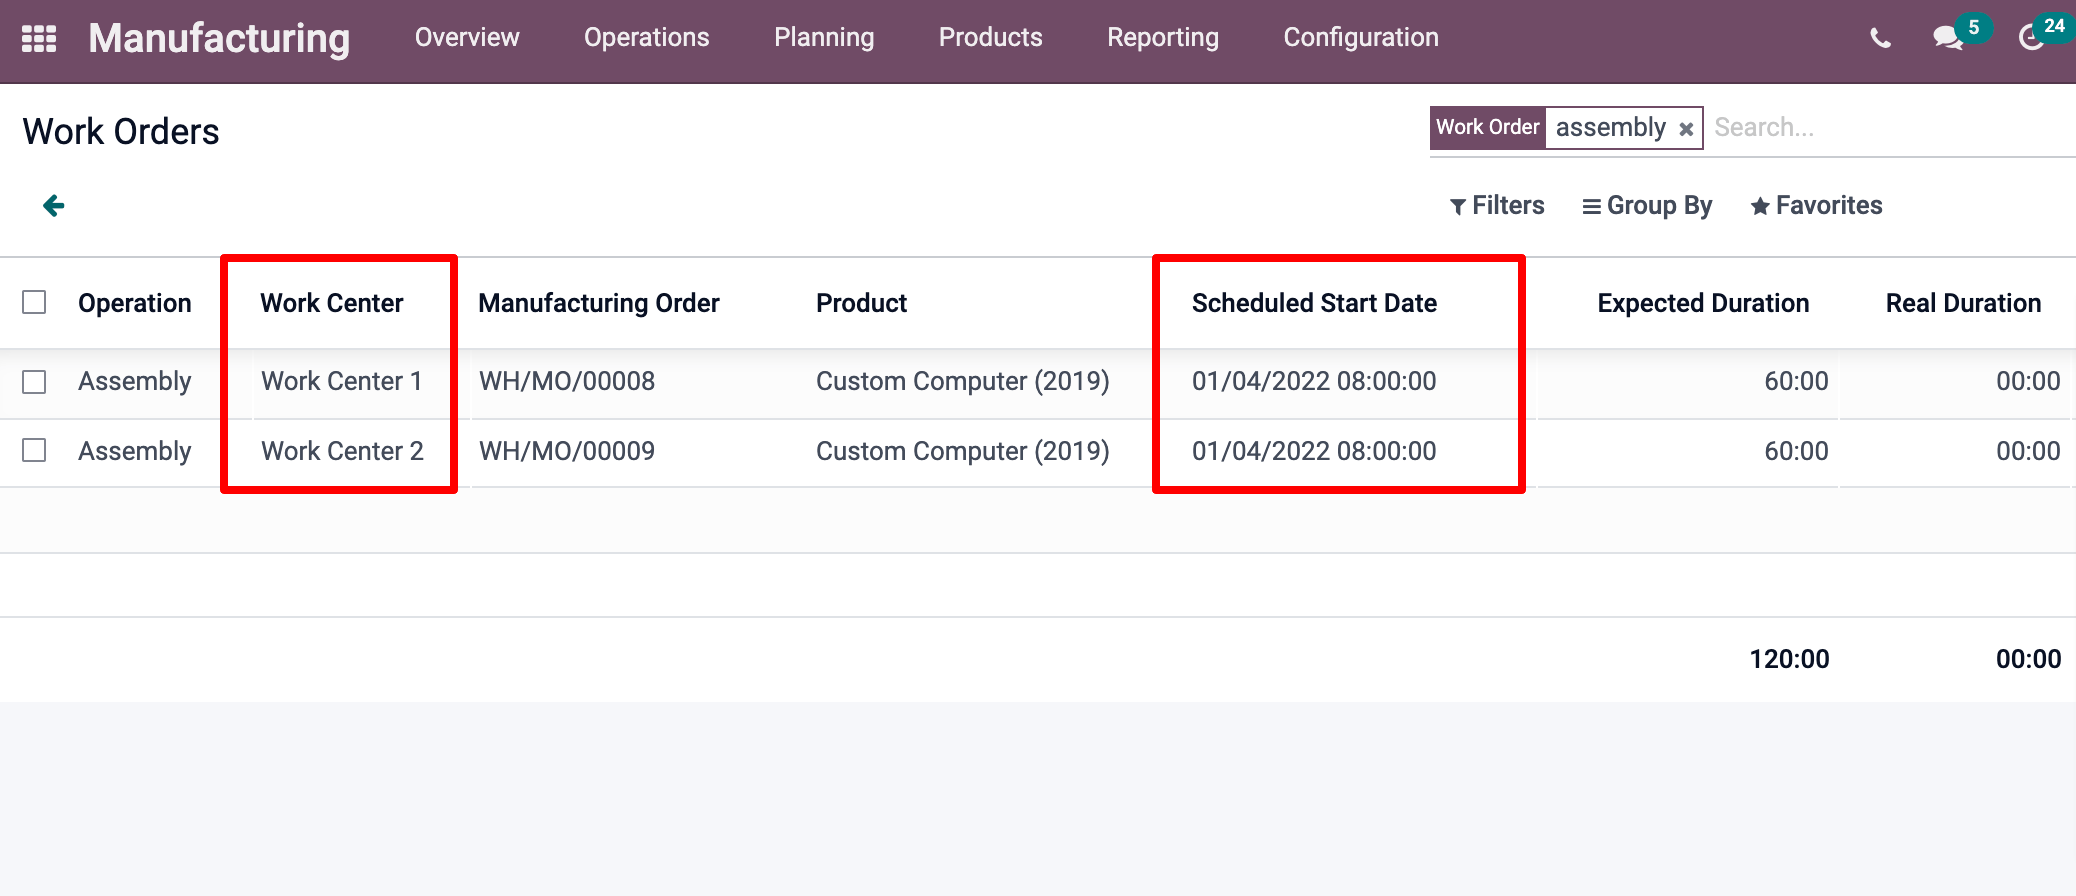 Manufacturing Overview Operations Planning Products Reporting Configuration 5 24
Work Orders
Work Order assembly × Search...
Filters Group By Favorites
Operation Work Center Manufacturing Order Product Scheduled Start Date Expected Duration Real Duration
Assembly Work Center 1 WH/MO/00008 Custom Computer (2019) 01/04/2022 08:00:00 60:00 00:00
Assembly Work Center 2 WH/MO/00009 Custom Computer (2019) 01/04/2022 08:00:00 60:00 00:00
120:00 00:00